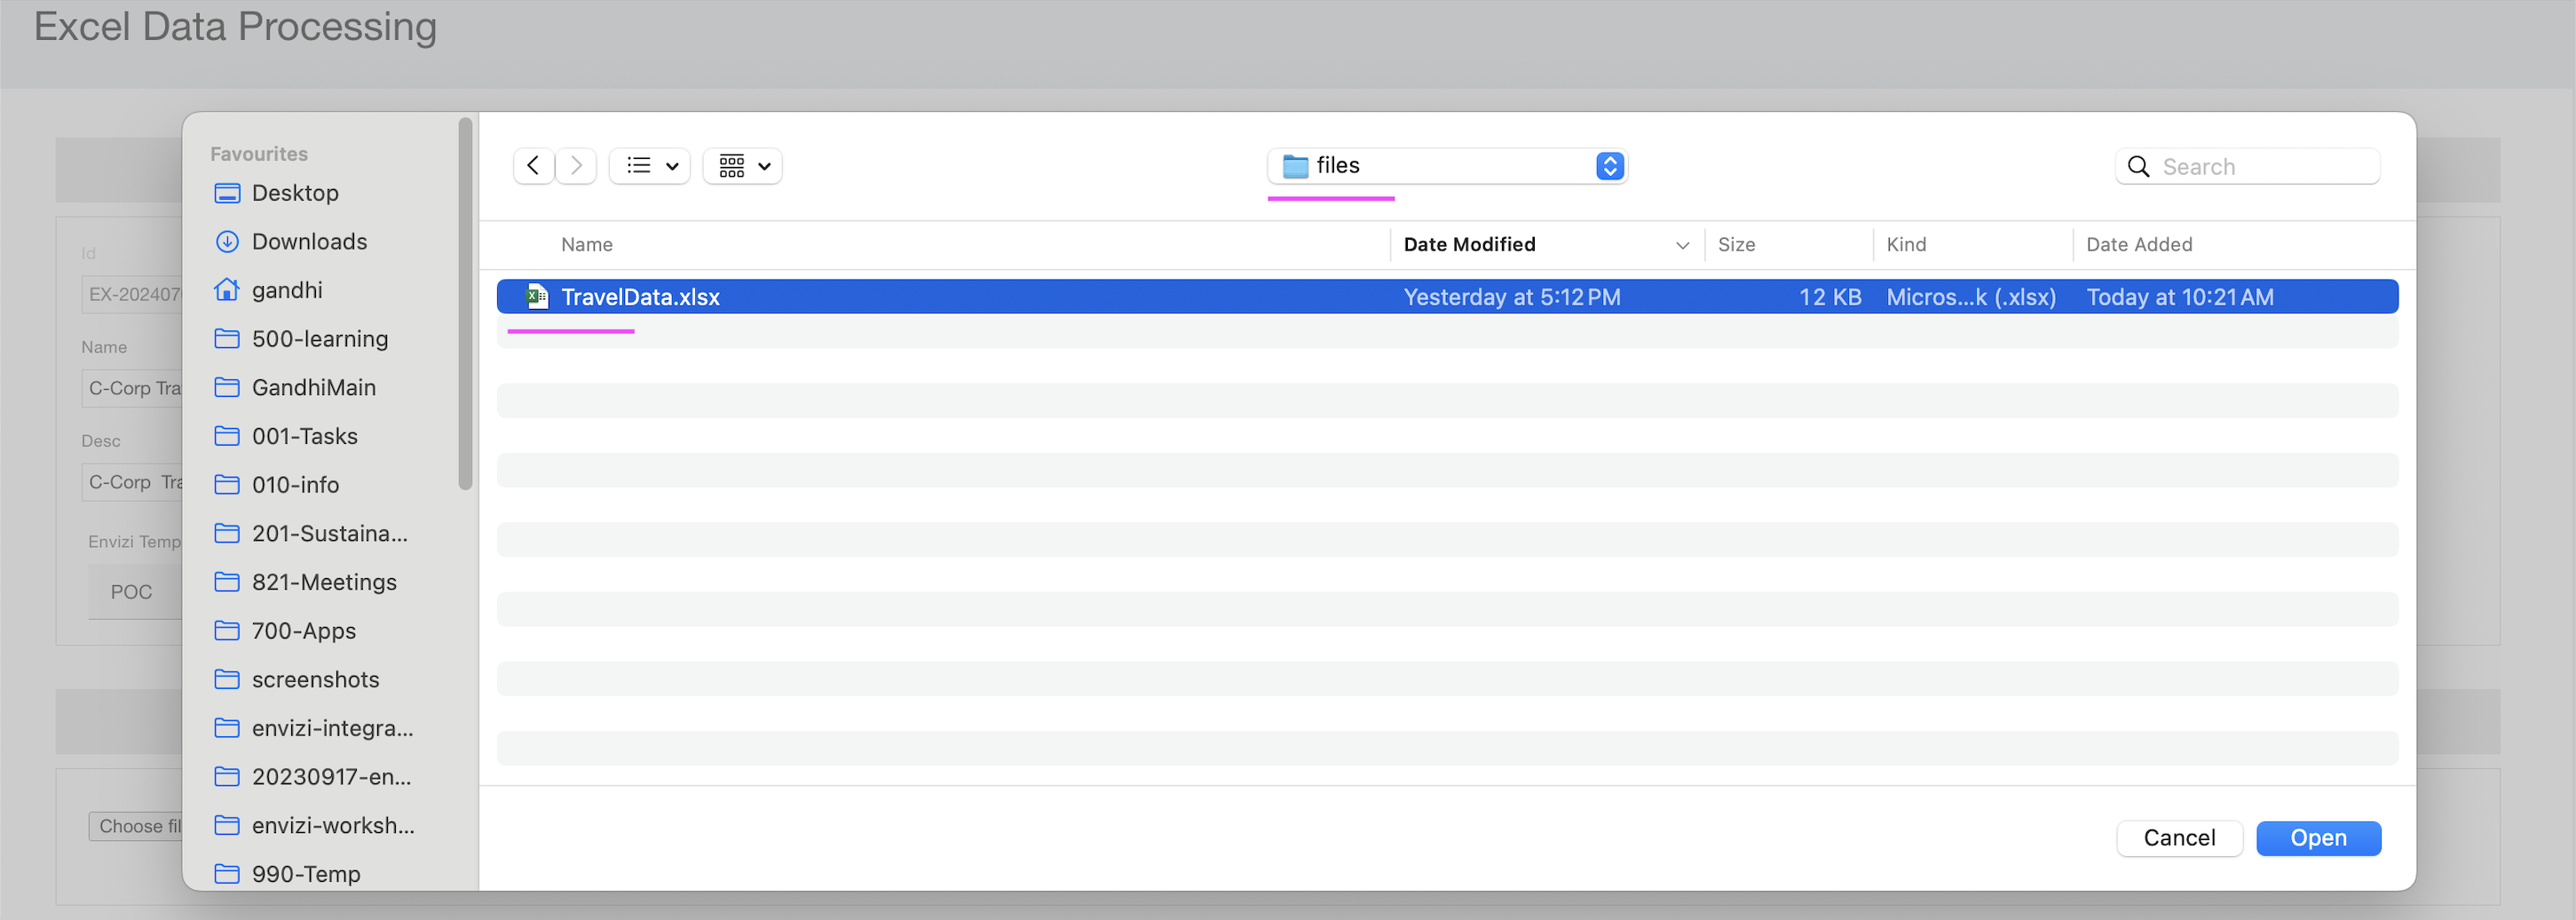 Excel Data Processing
Favourites
Desktop
Downloads
gandhi
500-learning
GandhiMain
001-Tasks
010-info
201-Sustaina...
821-Meetings
700-Apps
screenshots
envizi-integra...
20230917-en...
envizi-worksh...
990-Temp
files
Search
Name Date Modified Size Kind Date Added
TravelData.xlsx Yesterday at 5:12 PM 12 KB Micros...k (.xlsx) Today at 10:21 AM
Cancel Open
Id
EX-202407
Name
C-Corp Tra
Desc
C-Corp Tra
Envizi Temp
POC
Choose fil